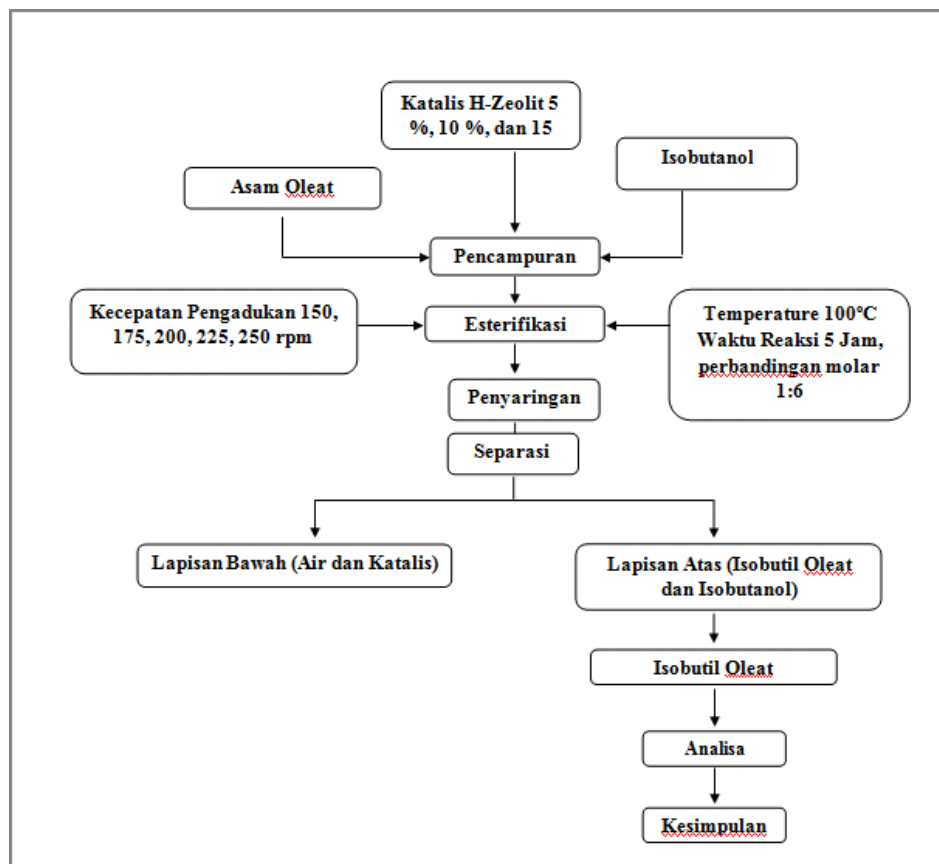 Katalis H-Zeolit 5
%, 10 %, dan 15
Isobutanol
Asam Oleat
Pencampuran
Kecepatan Pengadukan 150,
175, 200, 225, 250 rpm
Esterifikasi
Temperature 100°C
Waktu Reaksi 5 Jam,
perbandingan molar
1:6
Penyaringan
Separasi
Lapisan Bawah (Air dan Katalis)
Lapisan Atas (Isobutil Oleat
dan Isobutanol)
Isobutil Oleat
Analisa
Kesimpulan